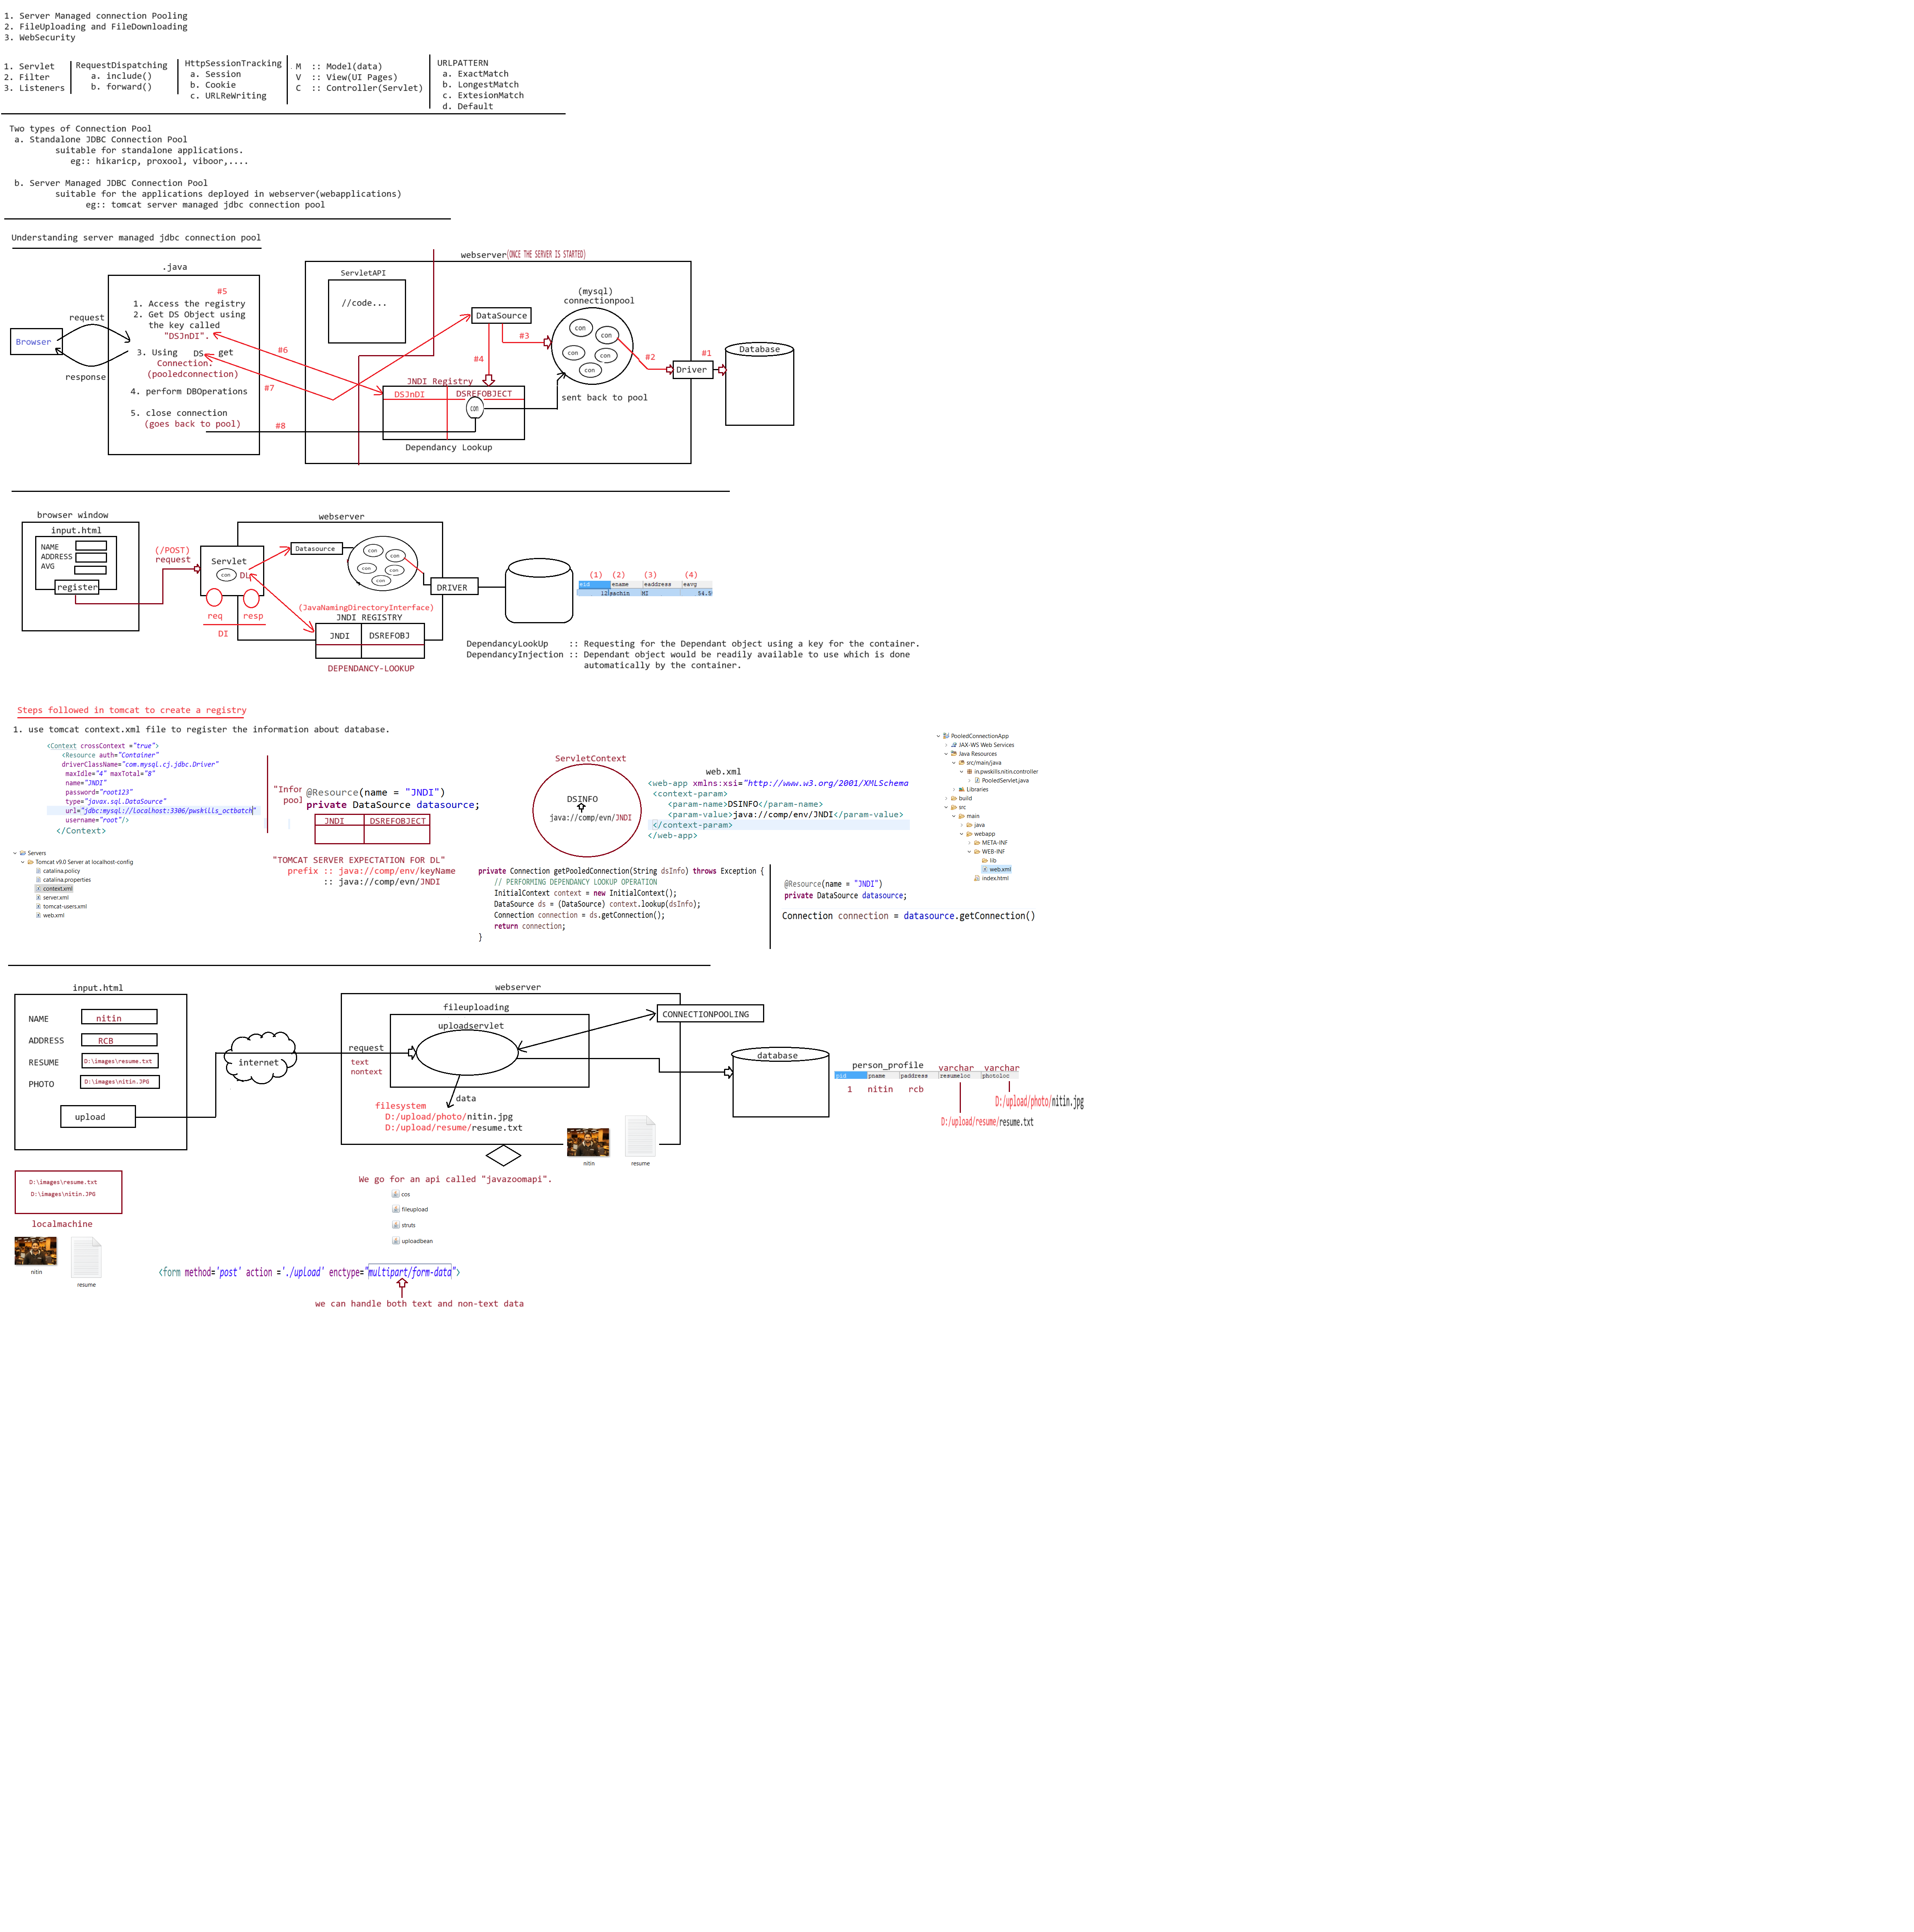 1. Server Managed connection Pooling
2. FileUploading and FileDownloading
3. WebSecurity
1. Servlet
2. Filter
3. Listeners
RequestDispatching
a. include()
b. forward()
HttpSessionTracking
a. Session
b. Cookie
c. URLReWriting
M :: Model(data)
V :: View(UI Pages)
C :: Controller(Servlet)
URLPATTERN
a. ExactMatch
b. LongestMatch
c. ExtesionMatch
d. Default
Two types of Connection Pool
a. Standalone JDBC Connection Pool
suitable for standalone applications.
eg:: hikaricp, proxool, viboor,....
b. Server Managed JDBC Connection Pool
suitable for the applications deployed in webserver(webapplications)
eg:: tomcat server managed jdbc connection pool
Understanding server managed jdbc connection pool
.java
#5
1. Access the registry
2. Get DS Object using
the key called
"DSJnDI".
3. Using DS get
Connection.
(pooledconnection)
4. perform DBOperations
5. close connection
(goes back to pool)
Browser
request
response
#6
#7
#8
webserver(ONCE THE SERVER IS STARTED)
ServletAPI
//code...
DataSource
#3
#4
(mysql)
connectionpool
con
con
con
con
con
#2
#1
Driver
Database
JNDI Registry
DSJnDI
DSREFOBJECT
con
sent back to pool
Dependancy Lookup
browser window
input.html
NAME
ADDRESS
AVG
register
(/POST)
request
webserver
Servlet
con DL
req resp
DI
Datasource
con
con
con
con
con
DRIVER
(JavaNamingDirectoryInterface)
JNDI REGISTRY
JNDI
DSREFOBJ
DEPENDANCY-LOOKUP
(1) (2) (3) (4)
eid ename eaddress eavg
12 sachin MI 54.5
DependancyLookUp :: Requesting for the Dependant object using a key for the container.
DependancyInjection :: Dependant object would be readily available to use which is done
automatically by the container.
Steps followed in tomcat to create a registry
1. use tomcat context.xml file to register the information about database.
<Context crossContext ="true">
<Resource auth="Container"
driverClassName="com.mysql.cj.jdbc.Driver"
maxIdle="4" maxTotal="8"
name="JNDI"
password="root123"
type="javax.sql.DataSource"
url="jdbc:mysql://localhost:3306/pwskills_octbatch"
username="root"/>
</Context>
Servers
Tomcat v9.0 Server at localhost-config
catalina.policy
catalina.properties
context.xml
server.xml
tomcat-users.xml
web.xml
"Infor
pool
@Resource(name = "JNDI")
private DataSource datasource;
JNDI
DSREFOBJECT
"TOMCAT SERVER EXPECTATION FOR DL"
prefix :: java://comp/env/keyName
:: java://comp/evn/JNDI
ServletContext
DSINFO
java://comp/evn/JNDI
web.xml
<web-app xmlns:xsi="http://www.w3.org/2001/XMLSchema
<context-param>
<param-name>DSINFO</param-name>
<param-value>java://comp/env/JNDI</param-value>
</context-param>
</web-app>
private Connection getPooledConnection(String dsInfo) throws Exception {
// PERFORMING DEPENDANCY LOOKUP OPERATION
InitialContext context = new InitialContext();
DataSource ds = (DataSource) context.lookup(dsInfo);
Connection connection = ds.getConnection();
return connection;
}
@Resource(name = "JNDI")
private DataSource datasource;
Connection connection = datasource.getConnection()
PooledConnectionApp
JAX-WS Web Services
Java Resources
src/main/java
in.pwskills.nitin.controller
PooledServlet.java
Libraries
build
src
main
java
webapp
META-INF
WEB-INF
lib
web.xml
index.html
input.html
NAME nitin
ADDRESS RCB
RESUME D:\images\resume.txt
PHOTO D:\images\nitin.JPG
upload
internet
webserver
fileuploading
uploadservlet
request
text
nontext
CONNECTIONPOOLING
data
filesystem
D:/upload/photo/nitin.jpg
D:/upload/resume/resume.txt
nitin
resume
database
person_profile varchar varchar
pid pname paddress resumeloc photoloc
1 nitin rcb
D:/upload/photo/nitin.jpg
D:/upload/resume/resume.txt
D:\images\resume.txt
D:\images\nitin.JPG
localmachine
nitin
resume
We go for an api called "javazoomapi".
cos
fileupload
struts
uploadbean
<form method='post' action ='./upload' enctype="multipart/form-data">
we can handle both text and non-text data